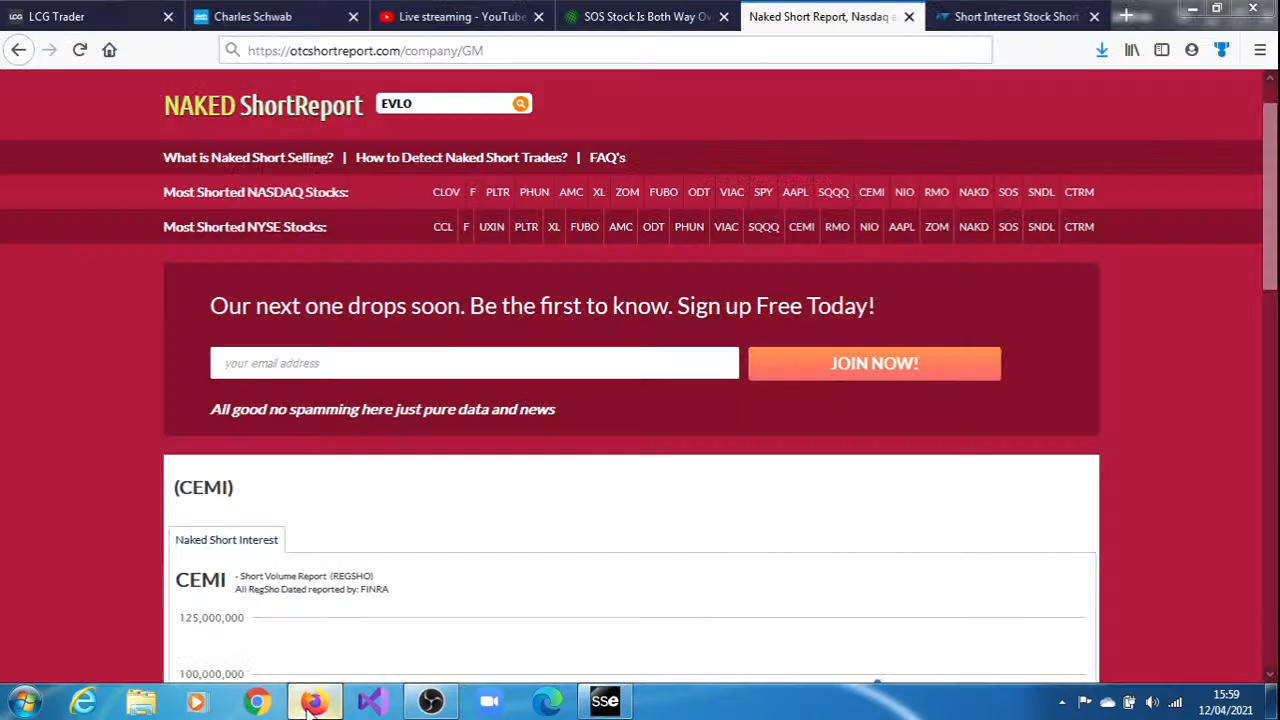 LCG LCG Trader
Charles Schwab
Live streaming - YouTube
SOS Stock Is Both Way Ov
Naked Short Report, Nasdaq a
Short Interest Stock Short
https://otcshortreport.com/company/GM
NAKED ShortReport
EVLO
What is Naked Short Selling? | How to Detect Naked Short Trades? | FAQ's
Most Shorted NASDAQ Stocks: CLOV F PLTR PHUN AMC XL ZOM FUBO ODT VIAC SPY AAPL SQQQ CEMI NIO RMO NAKD SOS SNDL CTRM
Most Shorted NYSE Stocks: CCL F UXIN PLTR XL FUBO AMC ODT PHUN VIAC SQQQ CEMI RMO NIO AAPL ZOM NAKD SOS SNDL CTRM
Our next one drops soon. Be the first to know. Sign up Free Today!
your email address
JOIN NOW!
All good no spamming here just pure data and news
(CEMI)
Naked Short Interest
CEMI - Short Volume Report (REGSHO)
All RegSho Dated reported by: FINRA
125,000,000
100,000,000
sse
15:59
12/04/2021